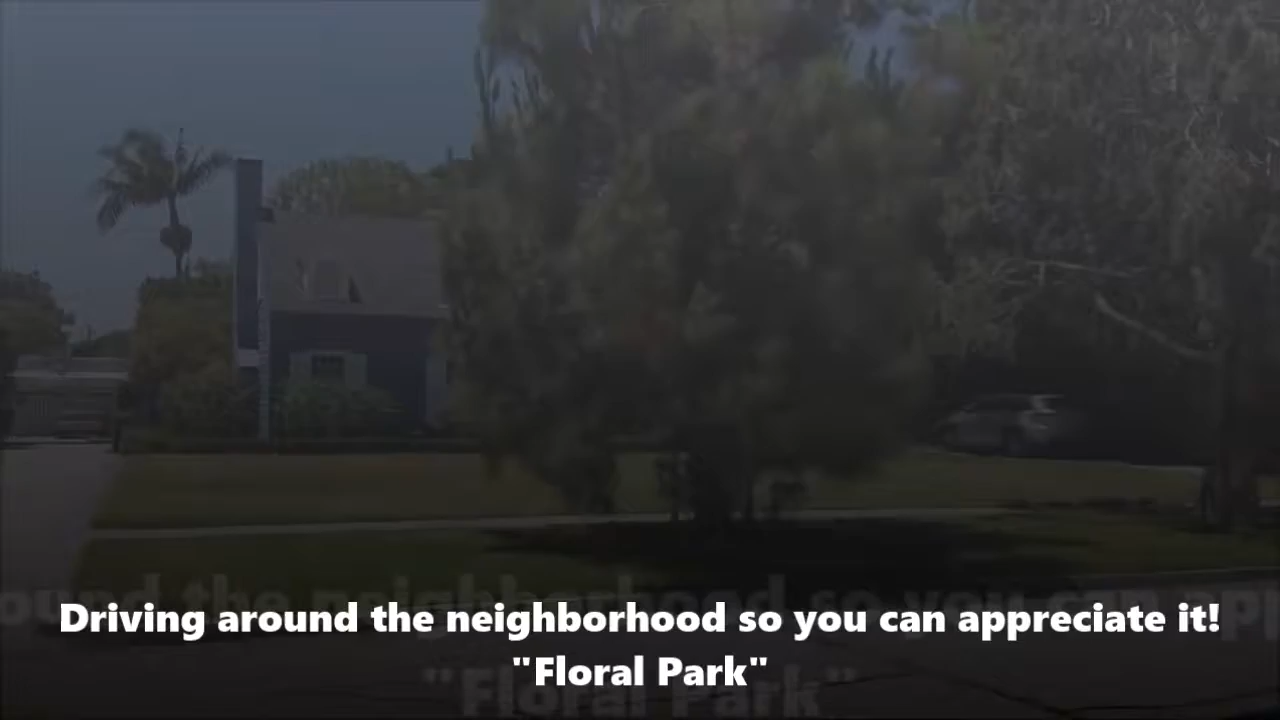 Driving around the neighborhood so you can appreciate it!
"Floral Park"